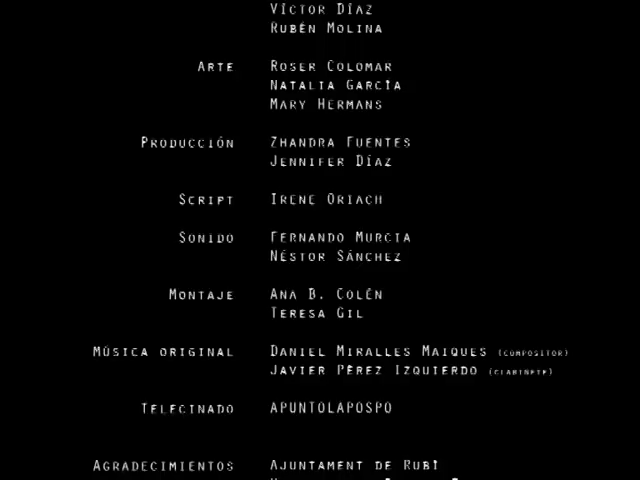 Víctor Díaz
Rubén Molina
Arte Roser Colomar
Natalia García
Mary Hermans
Producción Zhandra Fuentes
Jennifer Díaz
Script Irene Oriach
Sonido Fernando Murcia
Néstor Sánchez
Montaje Ana B. Colén
Teresa Gil
Música original Daniel Miralles Maiques (compositor)
Javier Pérez Izquierdo (clarinete)
Telecinado APUNTOLAPOSPO
Agradecimientos Ajuntament de Rubí